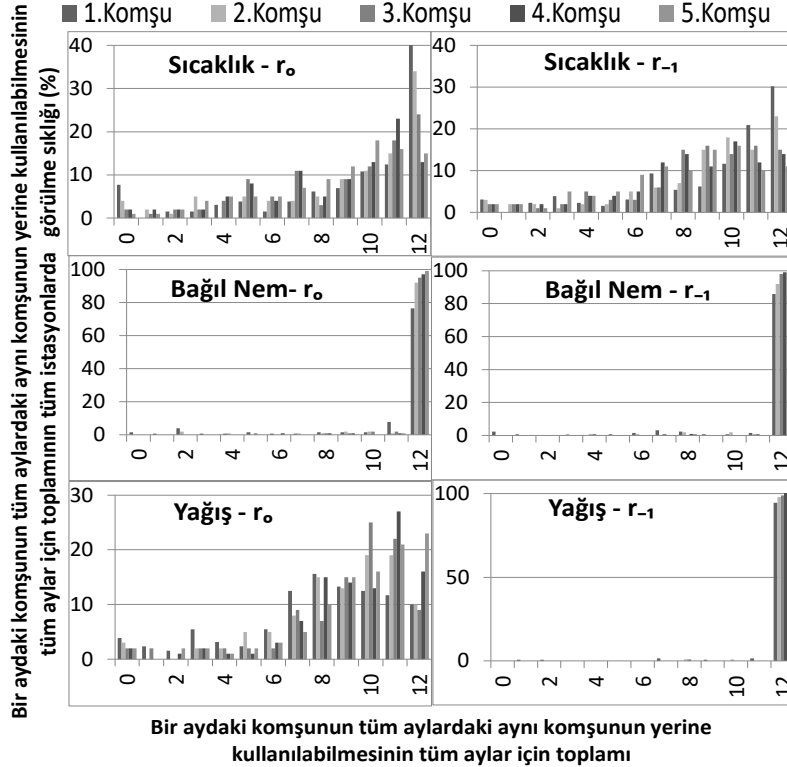 1.Komşu 2.Komşu 3.Komşu 4.Komşu 5.Komşu
Bir aydaki komşunun tüm aylardaki aynı komşunun yerine kullanılabilmesinin
tüm aylar için toplamının tüm istasyonlarda görülme sıklığı (%)
Sıcaklık - r₀
40
30
20
10
0
0 2 4 6 8 10 12
Sıcaklık - r₋₁
40
30
20
10
0
0 2 4 6 8 10 12
Bağıl Nem- r₀
100
80
60
40
20
0
0 2 4 6 8 10 12
Bağıl Nem - r₋₁
100
80
60
40
20
0
0 2 4 6 8 10 12
Yağış - r₀
30
20
10
0
0 2 4 6 8 10 12
Yağış - r₋₁
100
50
0
0 2 4 6 8 10 12
Bir aydaki komşunun tüm aylardaki aynı komşunun yerine
kullanılabilmesinin tüm aylar için toplamı